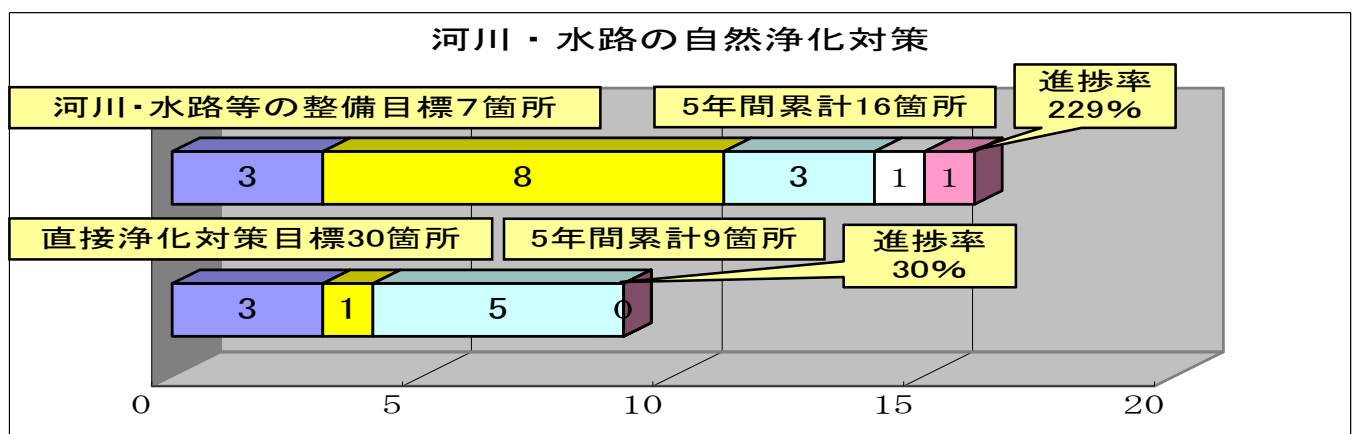 河川・水路の自然浄化対策
進捗率
229%
河川・水路等の整備目標7箇所
5年間累計16箇所
3 8 3 1 1
直接浄化対策目標30箇所
5年間累計9箇所
進捗率
30%
3 1 5 0
0 5 10 15 20